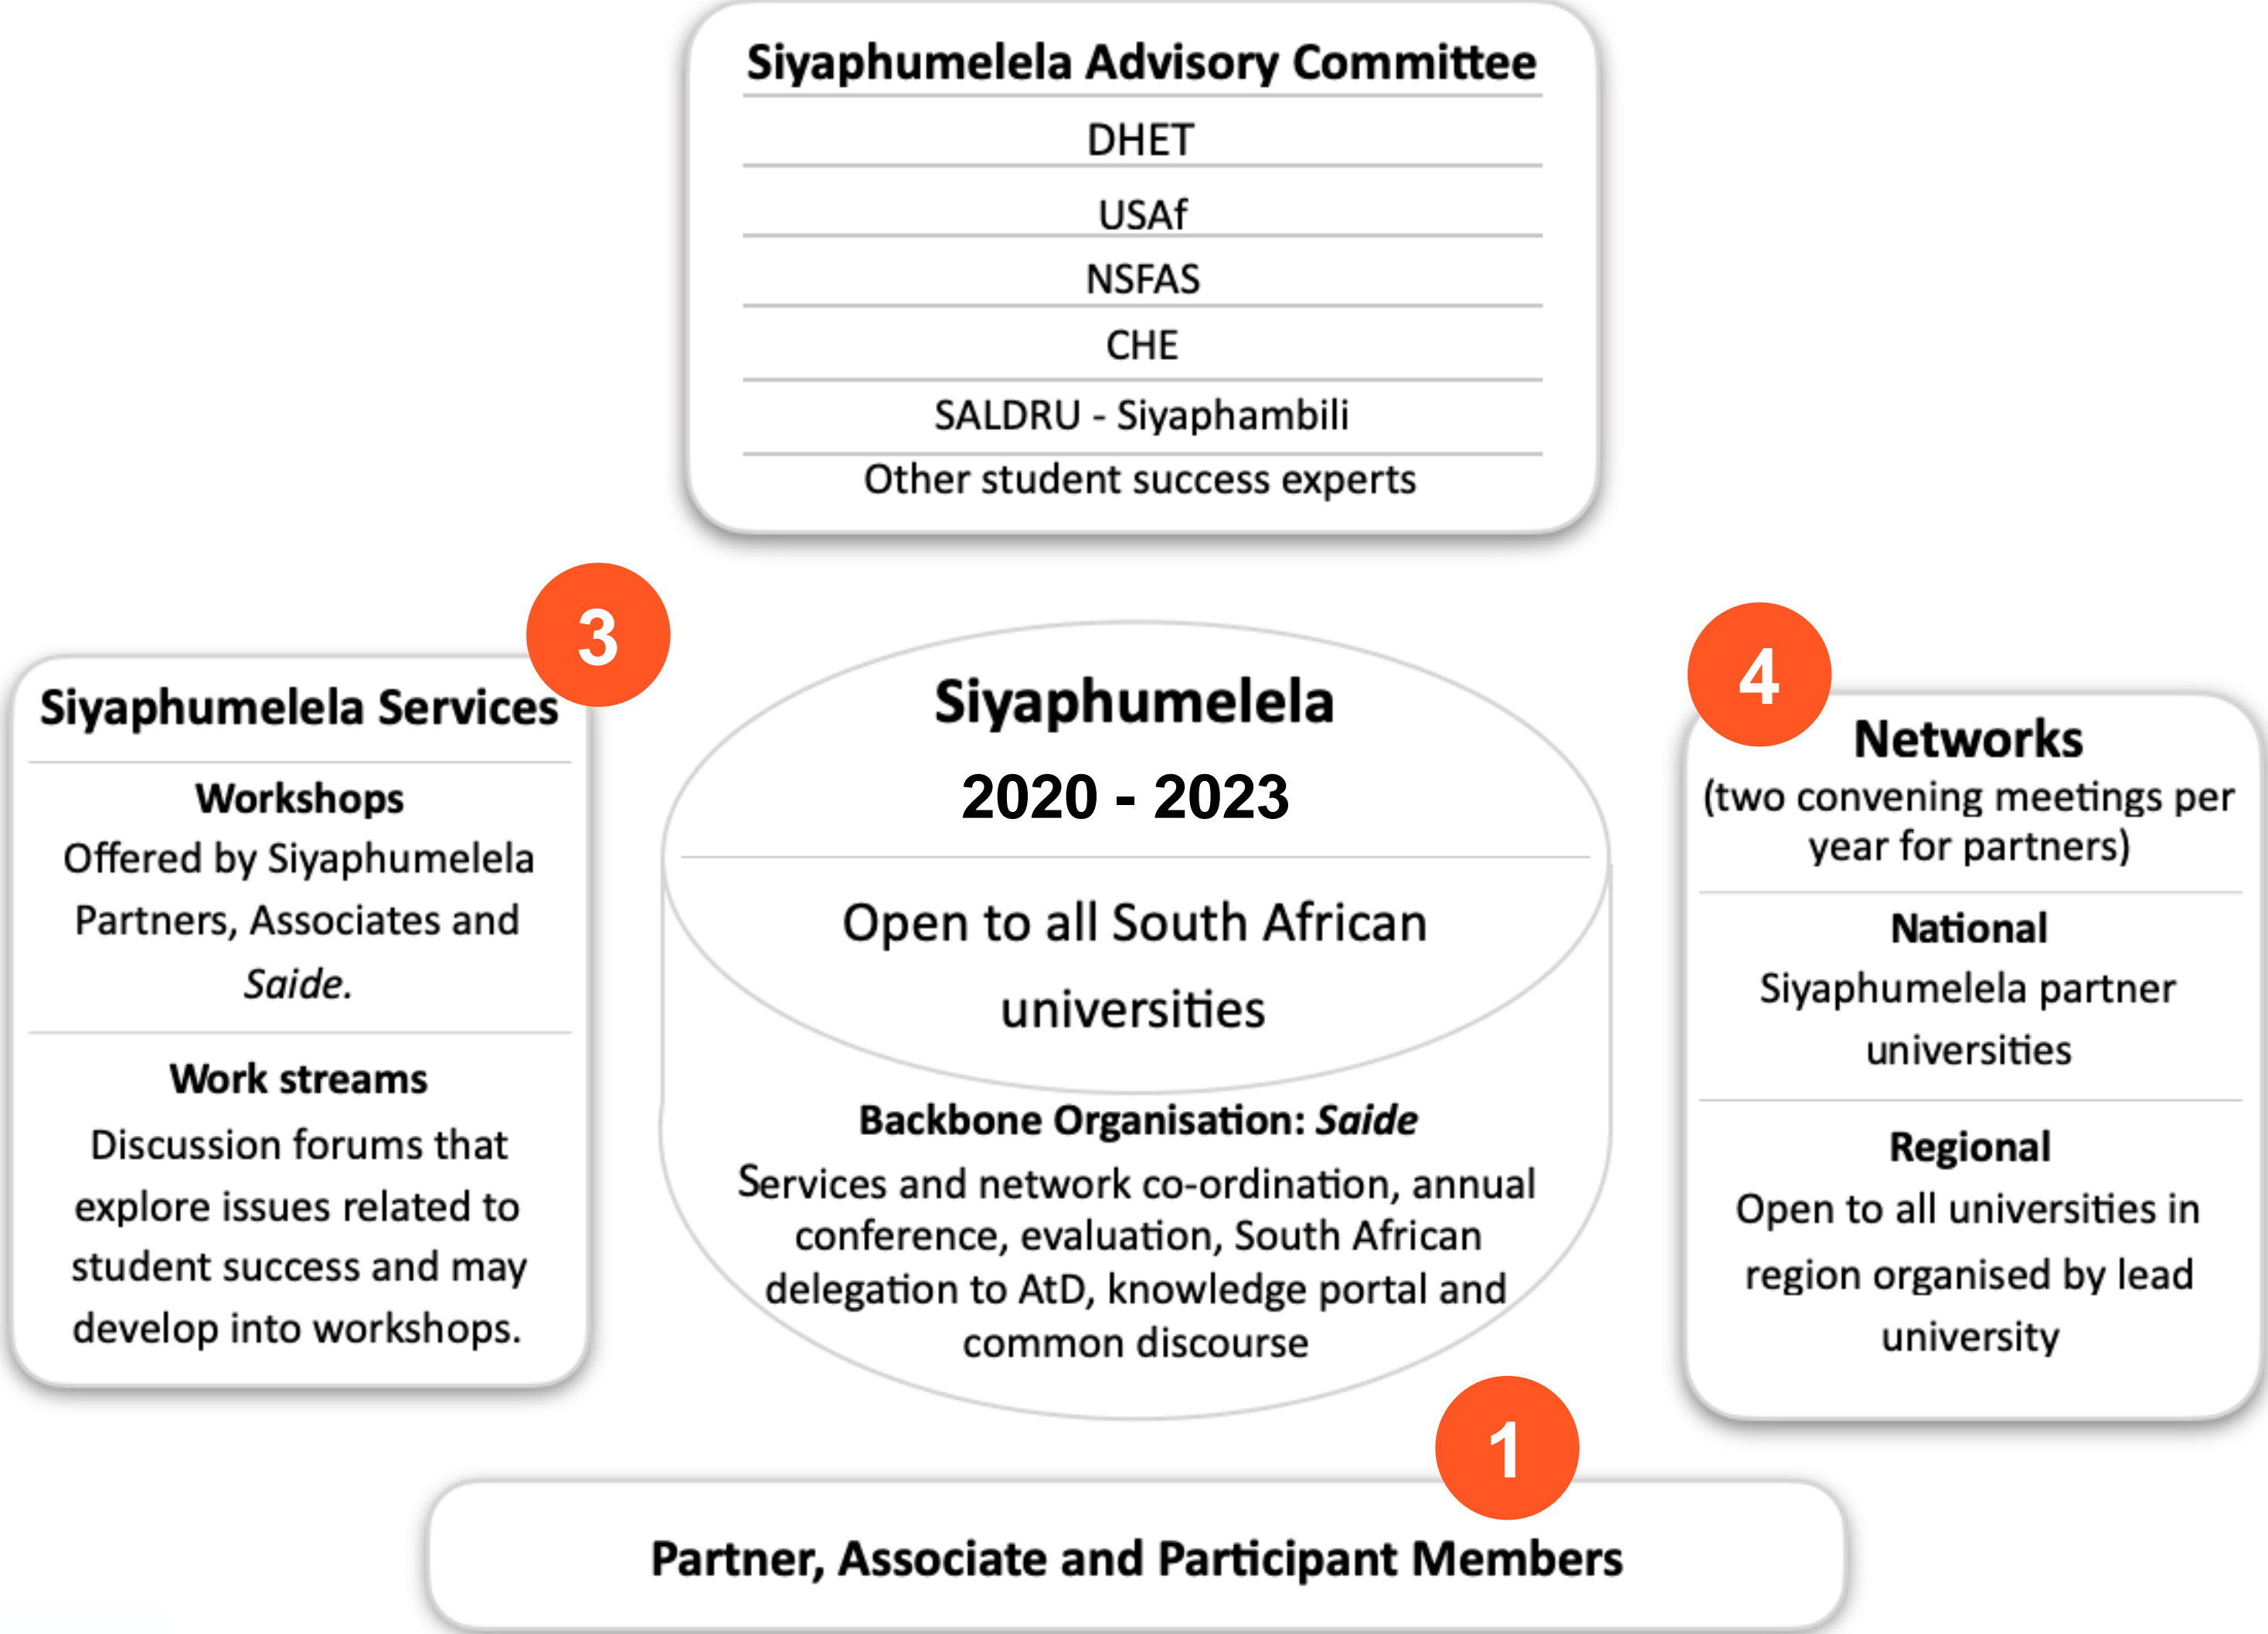 Siyaphumelela Advisory Committee
DHET
USAf
NSFAS
CHE
SALDRU - Siyaphambili
Other student success experts
3
Siyaphumelela Services
Workshops
Offered by Siyaphumelela
Partners, Associates and
Saide.
Work streams
Discussion forums that
explore issues related to
student success and may
develop into workshops.
Siyaphumelela
2020 - 2023
Open to all South African
universities
Backbone Organisation: Saide
Services and network co-ordination, annual
conference, evaluation, South African
delegation to AtD, knowledge portal and
common discourse
4
Networks
(two convening meetings per
year for partners)
National
Siyaphumelela partner
universities
Regional
Open to all universities in
region organised by lead
university
1
Partner, Associate and Participant Members